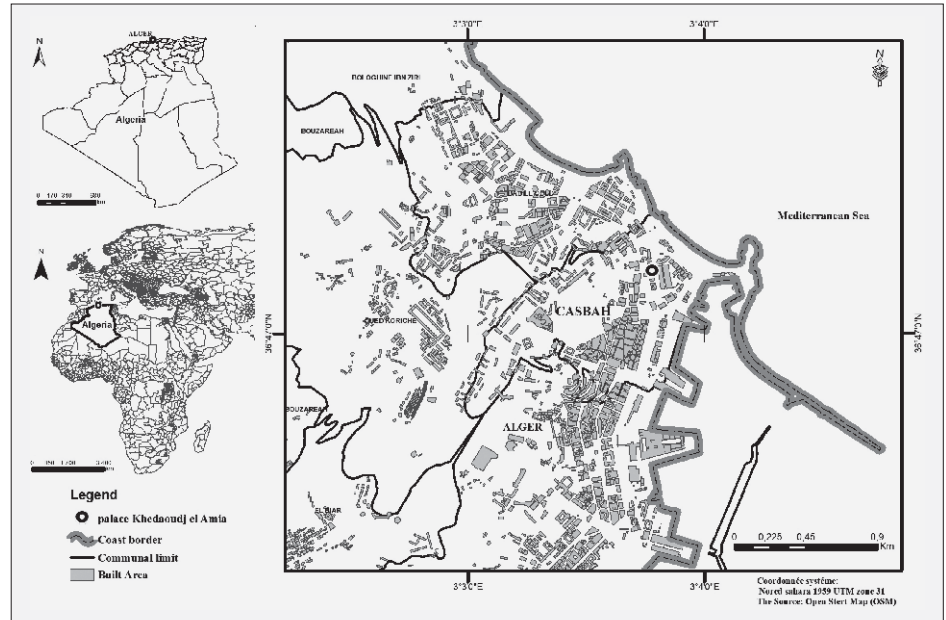 N
ALGER
Algeria
N
Algeria
Legend
palace Khedaoudj el Amia
Coast border
Communal limit
Built Area
3°3'0"E
3°4'0"E
N
BOLOGUINE IBN ZIRI
BOUZAREAH
Mediterranean Sea
CASBAH
OUED KORICHE
36°47'0"N
36°47'0"N
BOUZAREAH
ALGER
EL BIAR
0 0,225 0,45 0,9
Km
3°3'0"E
3°4'0"E
Coordonnée systéme:
Nored sahara 1959 UTM zone 31
The Source: Open Stert Map (OSM)